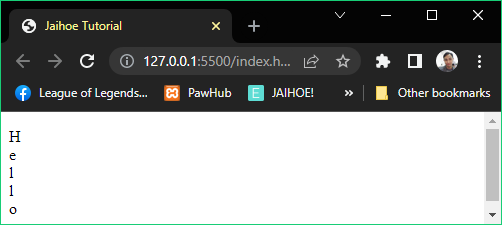 Jaihoe Tutorial
127.0.0.1:5500/index.h...
League of Legends... PawHub E JAIHOE! » Other bookmarks
H
e
l
l
o